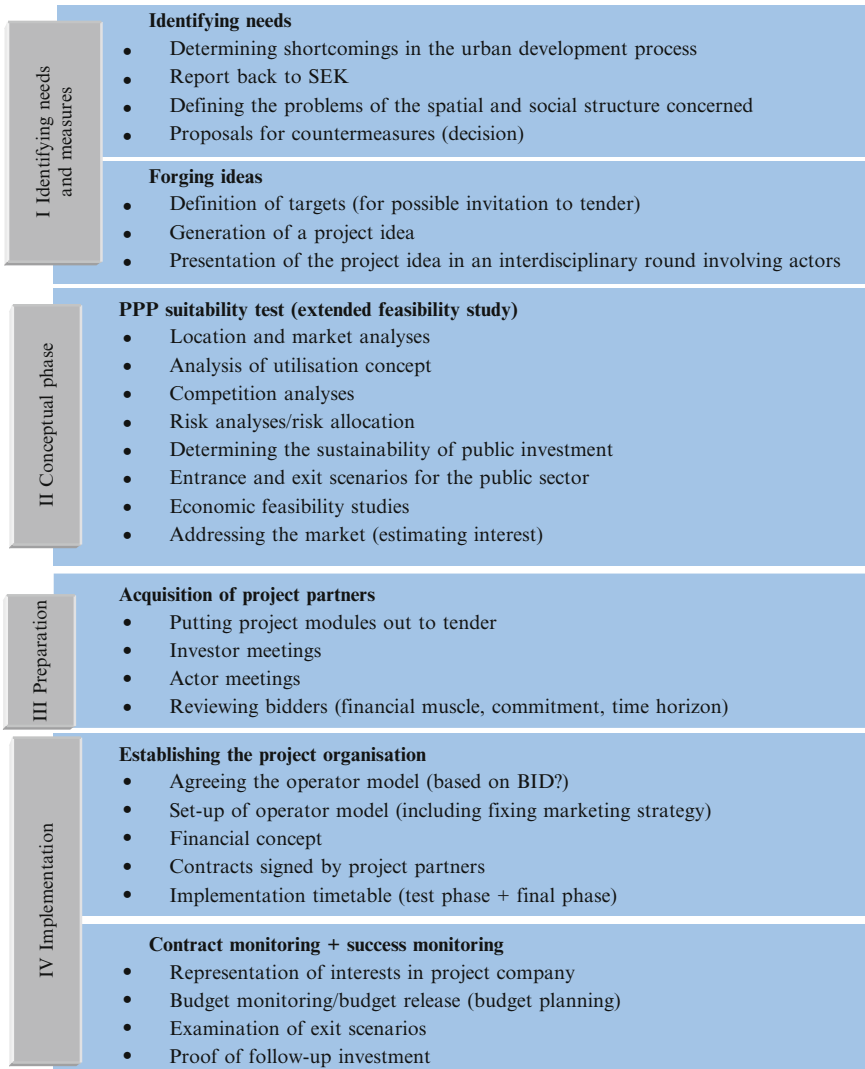 I Identifying needs
and measures
Identifying needs
• Determining shortcomings in the urban development process
• Report back to SEK
• Defining the problems of the spatial and social structure concerned
• Proposals for countermeasures (decision)
Forging ideas
• Definition of targets (for possible invitation to tender)
• Generation of a project idea
• Presentation of the project idea in an interdisciplinary round involving actors
II Conceptual phase
PPP suitability test (extended feasibility study)
• Location and market analyses
• Analysis of utilisation concept
• Competition analyses
• Risk analyses/risk allocation
• Determining the sustainability of public investment
• Entrance and exit scenarios for the public sector
• Economic feasibility studies
• Addressing the market (estimating interest)
III Preparation
Acquisition of project partners
• Putting project modules out to tender
• Investor meetings
• Actor meetings
• Reviewing bidders (financial muscle, commitment, time horizon)
IV Implementation
Establishing the project organisation
• Agreeing the operator model (based on BID?)
• Set-up of operator model (including fixing marketing strategy)
• Financial concept
• Contracts signed by project partners
• Implementation timetable (test phase + final phase)
Contract monitoring + success monitoring
• Representation of interests in project company
• Budget monitoring/budget release (budget planning)
• Examination of exit scenarios
• Proof of follow-up investment